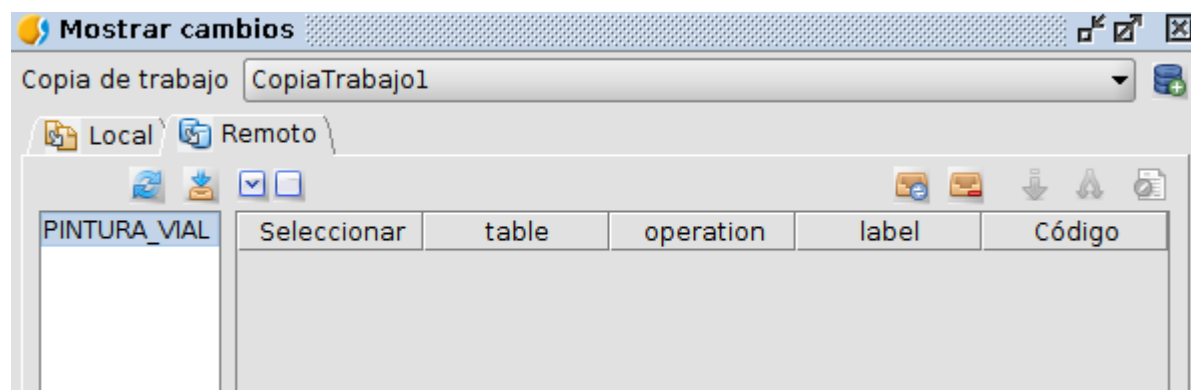 Mostrar cambios
Copia de trabajo CopiaTrabajo1
Local Remoto
PINTURA_VIAL Seleccionar table operation label Código